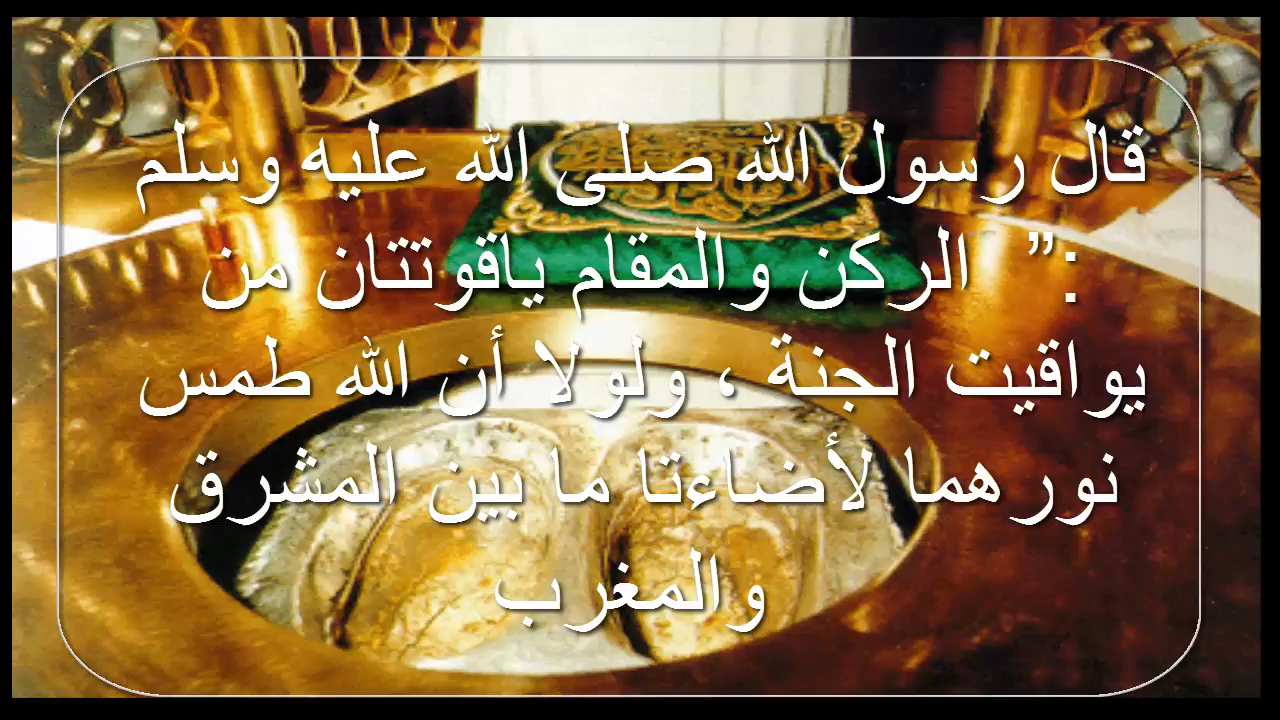 قال رسول الله صلى الله عليه وسلم
:” الركن والمقام ياقوتتان من
يواقيت الجنة ، ولولا أن الله طمس
نورهما لأضاءتا ما بين المشرق
والمغرب